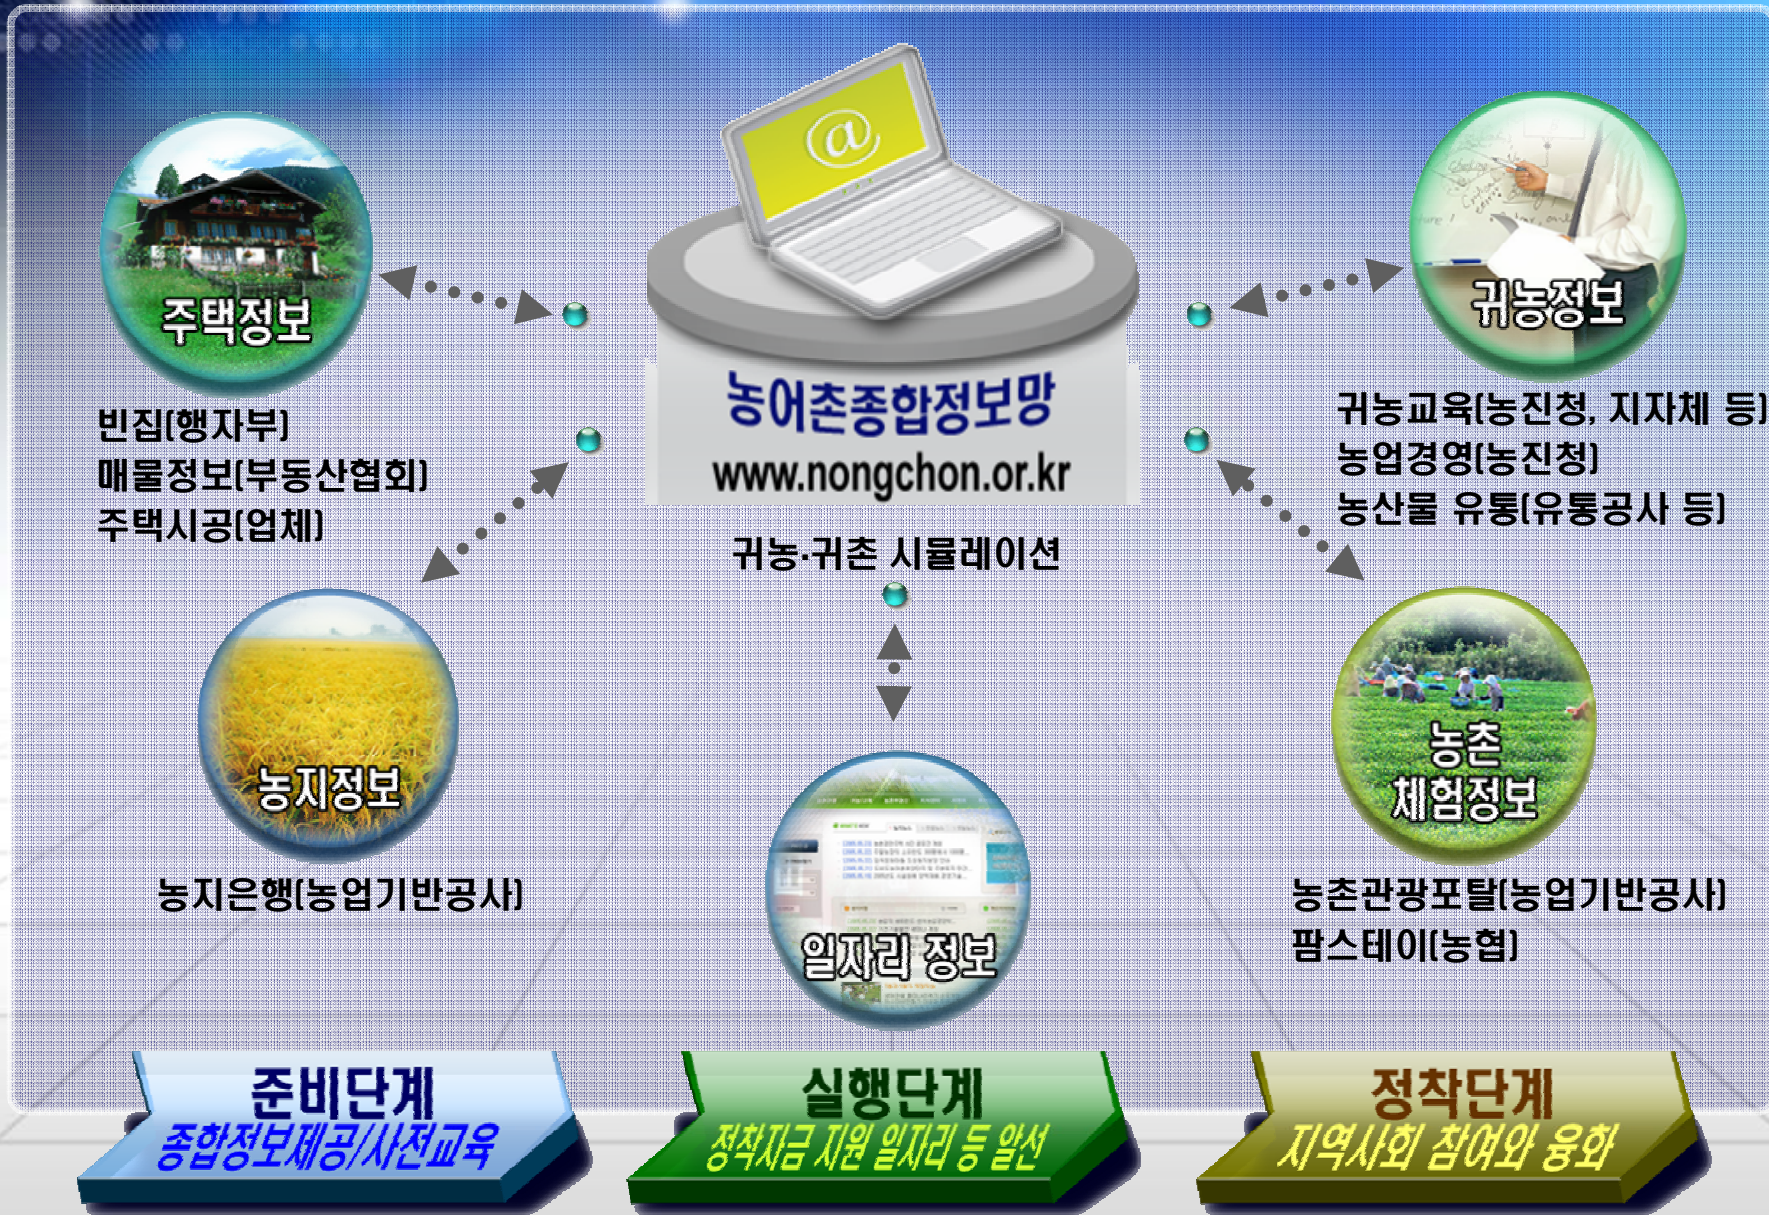 @
농어촌종합정보망
www.nongchon.or.kr
귀농·귀촌 시뮬레이션
주택정보
빈집(행자부)
매물정보(부동산협회)
주택시공(업체)
귀농정보
귀농교육(농진청, 지자체 등)
농업경영(농진청)
농산물 유통(유통공사 등)
농지정보
농지은행(농업기반공사)
일자리 정보
농촌
체험정보
농촌관광포탈(농업기반공사)
팜스테이(농협)
준비단계
종합정보제공/사전교육
실행단계
정착자금 지원 일자리 등 알선
정착단계
지역사회 참여와 융화